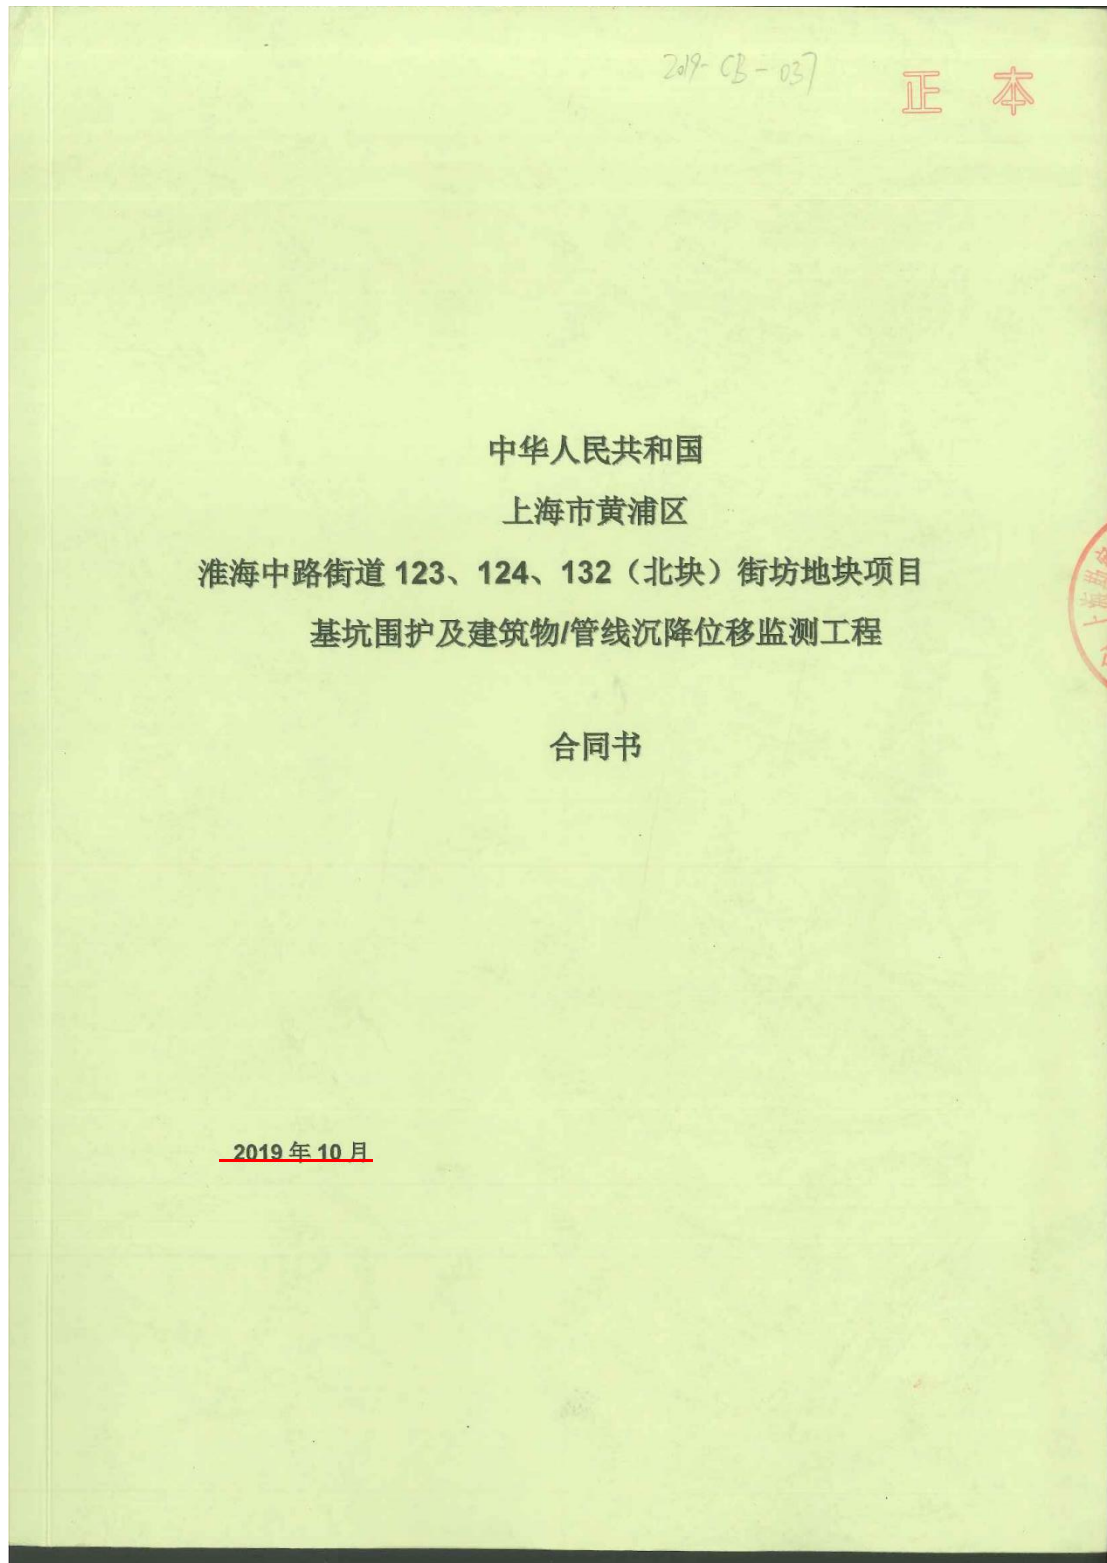 2019-CB-037
正 本
中华人民共和国
上海市黄浦区
淮海中路街道 123、124、132（北块）街坊地块项目
基坑围护及建筑物/管线沉降位移监测工程
合同书
2019 年 10 月